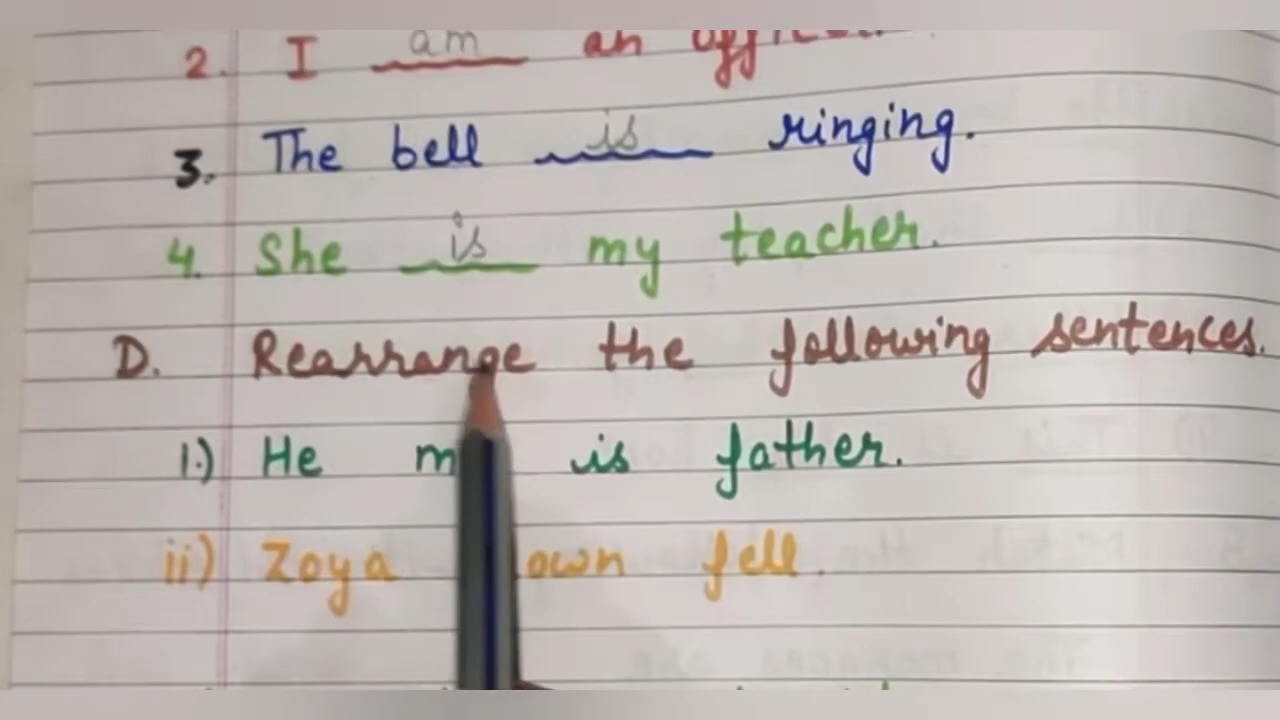 2. I am an
3. The bell is ringing.
4. She is my teacher.
D. Rearrange the following sentences.
1.) He is father.
ii) Zoya fell.